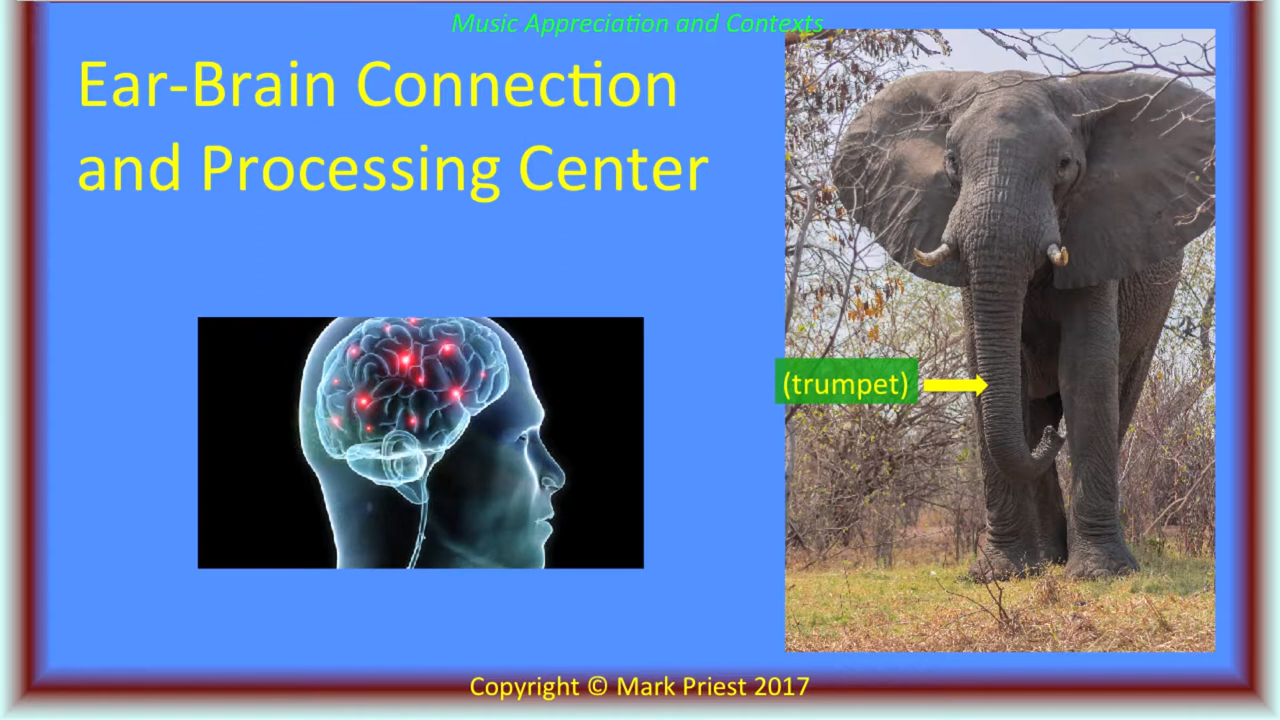 Music Appreciation and Contexts
Ear-Brain Connection
and Processing Center
(trumpet)
Copyright © Mark Priest 2017